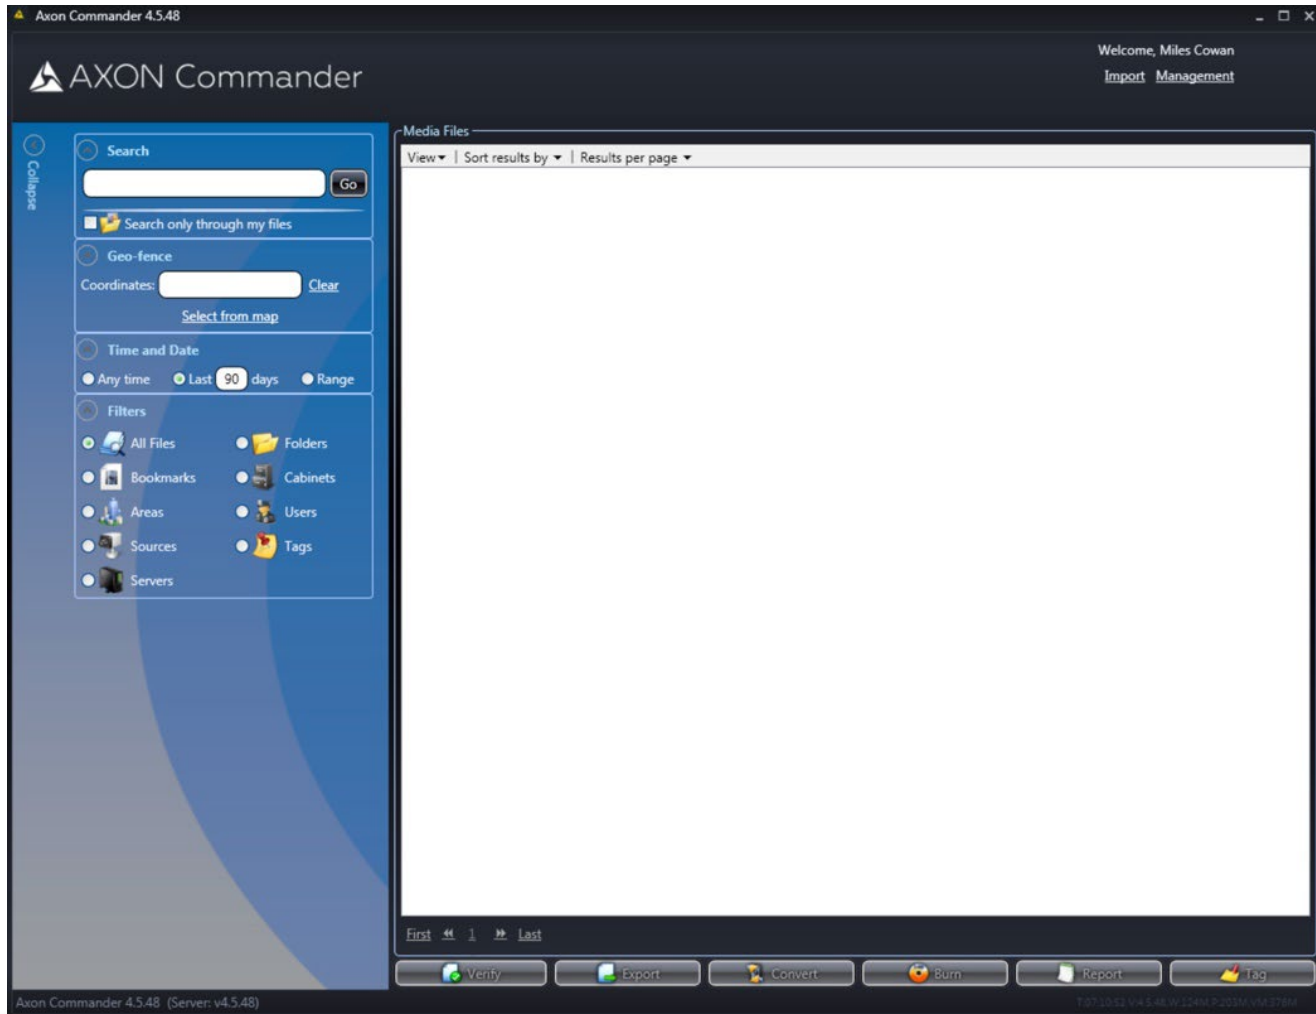 Axon Commander 4.5.48
Welcome, Miles Cowan
AXON Commander
Import Management
Collapse
Search
Go
Search only through my files
Geo-fence
Coordinates: Clear
Select from map
Time and Date
Any time Last 90 days Range
Filters
All Files Folders
Bookmarks Cabinets
Areas Users
Sources Tags
Servers
Media Files
View | Sort results by | Results per page
First 1 Last
Verify Export Convert Burn Report Tag
Axon Commander 4.5.48 (Server: v4.5.48)